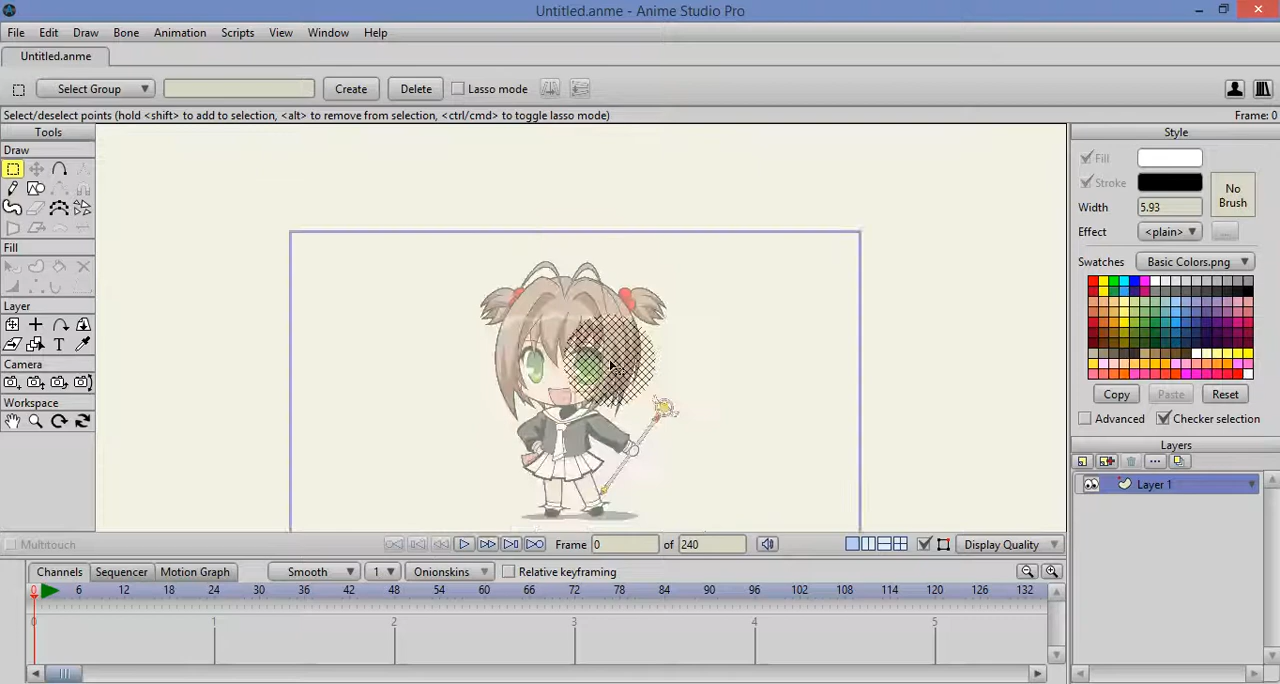 Untitled.anme - Anime Studio Pro
File Edit Draw Bone Animation Scripts View Window Help
Untitled.anme
Select Group Create Delete Lasso mode
Select/deselect points (hold <shift> to add to selection, <alt> to remove from selection, <ctrl/cmd> to toggle lasso mode) Frame: 0
Tools
Draw
Fill
Layer
Camera
Workspace
Style
Fill
Stroke
No Brush
Width 5.93
Effect <plain> ...
Swatches Basic Colors.png
Copy Paste Reset
Advanced Checker selection
Layers
Layer 1
Multitouch Frame 0 of 240 Display Quality
Channels Sequencer Motion Graph Smooth 1 Onionskins Relative keyframing
0 6 12 18 24 30 36 42 48 54 60 66 72 78 84 90 96 102 108 114 120 126 132
0 1 2 3 4 5